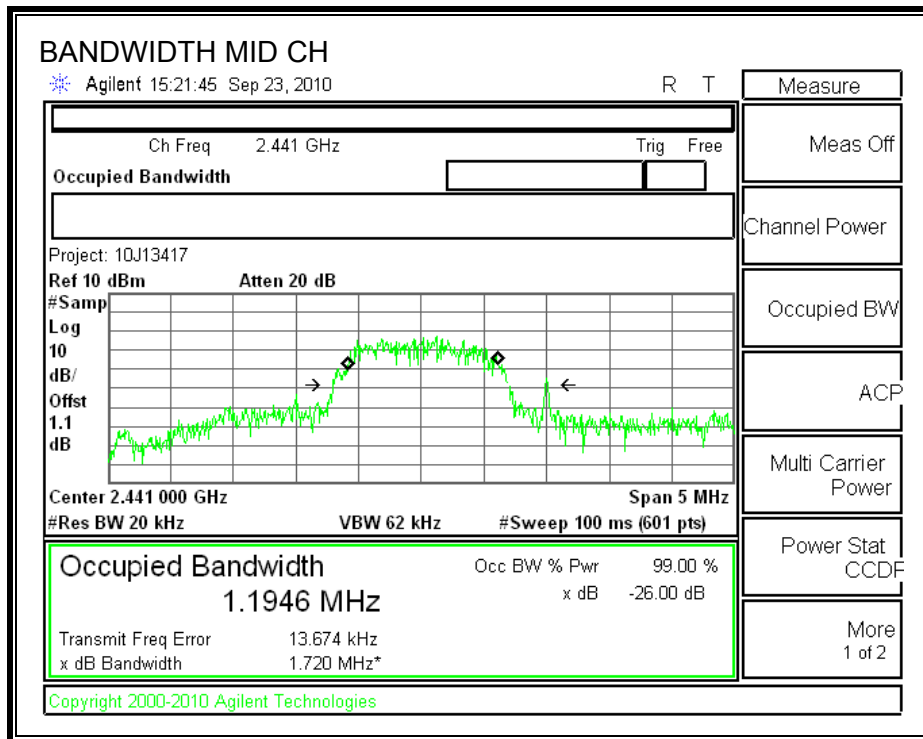 BANDWIDTH MID CH
Agilent 15:21:45 Sep 23, 2010 R T
Measure
Ch Freq 2.441 GHz Trig Free
Meas Off
Occupied Bandwidth
Channel Power
Project: 10J13417
Ref 10 dBm Atten 20 dB
#Samp
Log
10
dB/
Offst
1.1
dB
Occupied BW
ACP
Multi Carrier
Power
Center 2.441 000 GHz Span 5 MHz
#Res BW 20 kHz VBW 62 kHz #Sweep 100 ms (601 pts)
Power Stat
CCDF
Occupied Bandwidth Occ BW % Pwr 99.00 %
1.1946 MHz x dB -26.00 dB
Transmit Freq Error 13.674 kHz
x dB Bandwidth 1.720 MHz*
More
1 of 2
Copyright 2000-2010 Agilent Technologies